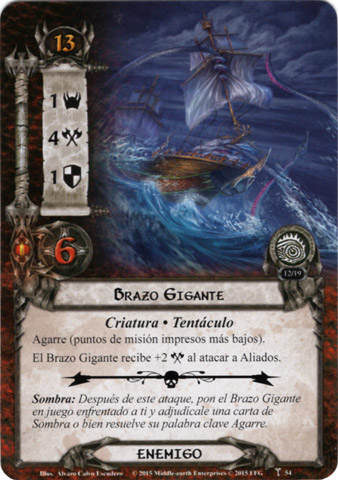 13
1
4
1
6
12/19
Brazo Gigante
Criatura • Tentáculo
Agarre (puntos de misión impresos más bajos).
El Brazo Gigante recibe +2 al atacar a Aliados.
Sombra: Después de este ataque, pon el Brazo Gigante
en juego enfrentado a ti y adjudícale una carta de
Sombra o bien resuelve su palabra clave Agarre.
ENEMIGO
Illus. Alvaro Calvo Escudero © 2015 Middle-earth Enterprises © 2015 FFG 54